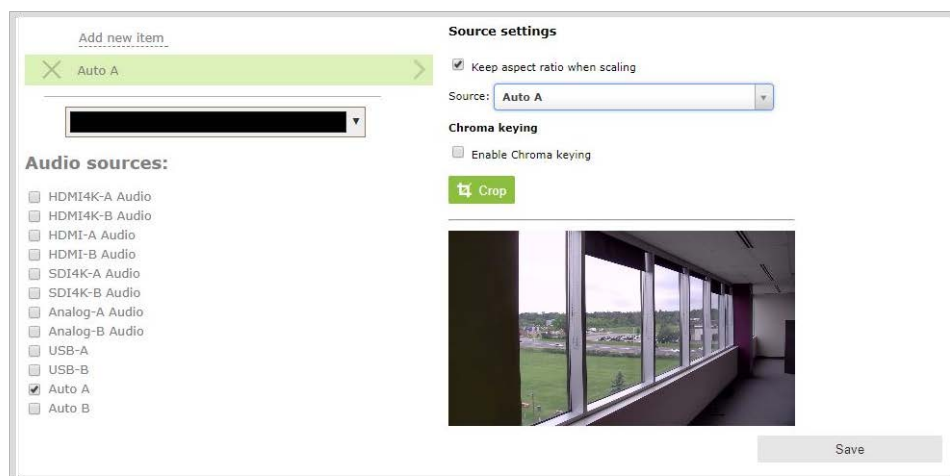 Add new item
Auto A
Audio sources:
HDMI4K-A Audio
HDMI4K-B Audio
HDMI-A Audio
HDMI-B Audio
SDI4K-A Audio
SDI4K-B Audio
Analog-A Audio
Analog-B Audio
USB-A
USB-B
Auto A
Auto B
Source settings
Keep aspect ratio when scaling
Source: Auto A
Chroma keying
Enable Chroma keying
Crop
Save